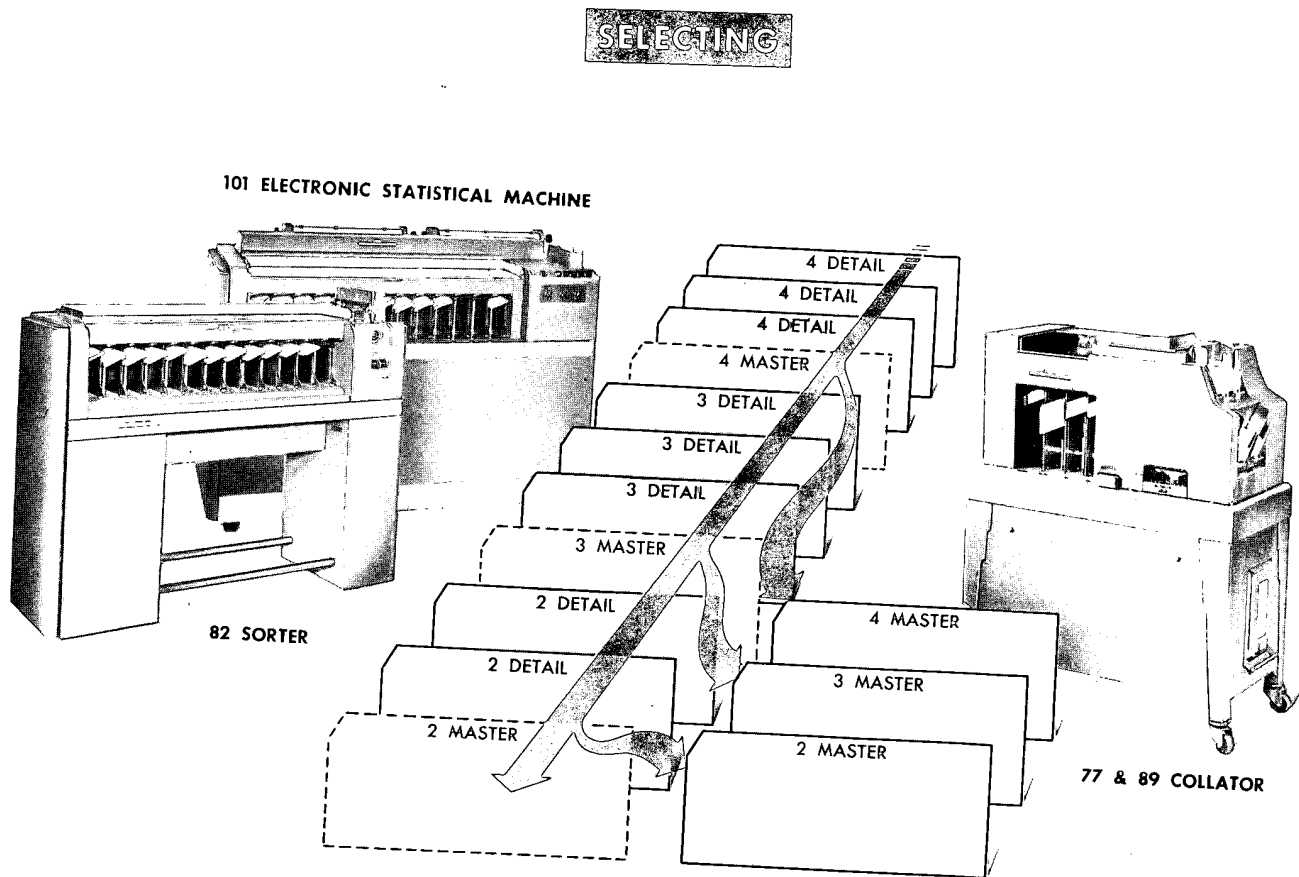 SELECTING
101 ELECTRONIC STATISTICAL MACHINE
4 DETAIL
4 DETAIL
4 DETAIL
4 MASTER
3 DETAIL
3 DETAIL
3 DETAIL
3 MASTER
2 DETAIL
2 DETAIL
2 MASTER
4 MASTER
3 MASTER
2 MASTER
82 SORTER
77 & 89 COLLATOR